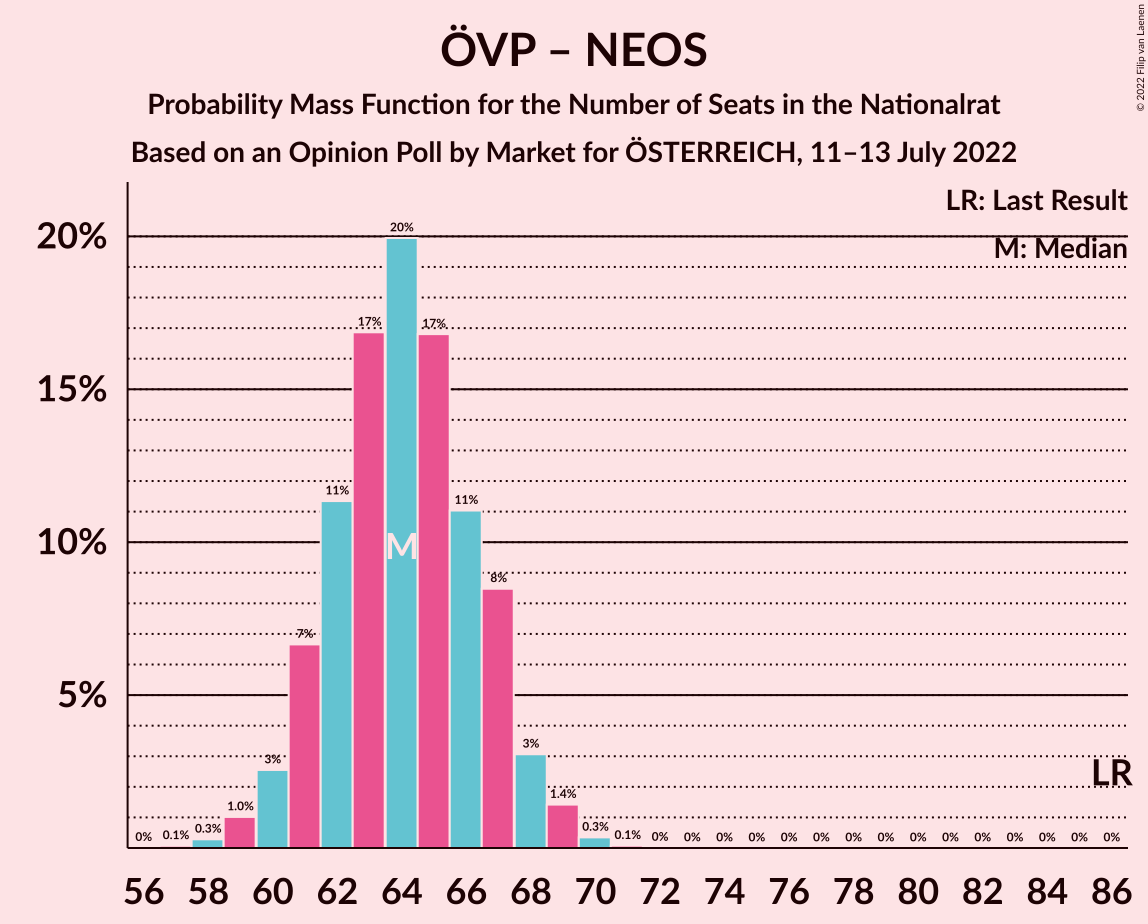 ÖVP – NEOS
Probability Mass Function for the Number of Seats in the Nationalrat
Based on an Opinion Poll by Market for ÖSTERREICH, 11–13 July 2022
© 2022 Filip van Laenen
LR: Last Result
M: Median
20%
15%
10%
5%
0% 0.1% 0.3% 1.0% 3% 7% 11% 17% 20% 17% 11% 8% 3% 1.4% 0.3% 0.1% 0% 0% 0% 0% 0% 0% 0% 0% 0% 0% 0% 0% 0% 0% 0%
M
LR
56 58 60 62 64 66 68 70 72 74 76 78 80 82 84 86